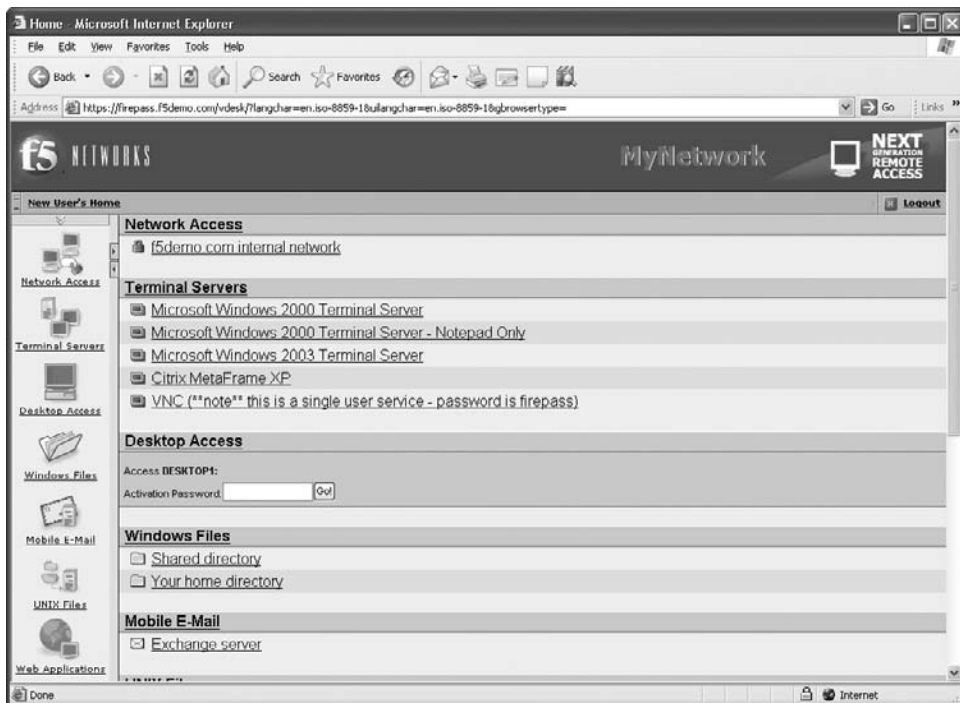 Home - Microsoft Internet Explorer
File Edit View Favorites Tools Help
Back Search Favorites
Address https://firepass.f5demo.com/vdesk/?langchar=en.iso-8859-1&uilangchar=en.iso-8859-1&gbrowsertype= Go Links »
f5 NETWORKS MyNetwork NEXT
GENERATION
REMOTE
ACCESS
New User's Home Logout
Network Access
f5demo.com internal network
Network Access
Terminal Servers
Microsoft Windows 2000 Terminal Server
Microsoft Windows 2000 Terminal Server - Notepad Only
Terminal Servers
Microsoft Windows 2003 Terminal Server
Citrix MetaFrame XP
VNC (**note** this is a single user service - password is firepass)
Desktop Access
Desktop Access
Access DESKTOP1:
Windows Files
Activation Password: Go!
Windows Files
Mobile E-Mail
Shared directory
Your home directory
UNIX Files
Mobile E-Mail
Exchange server
Web Applications
Done Internet